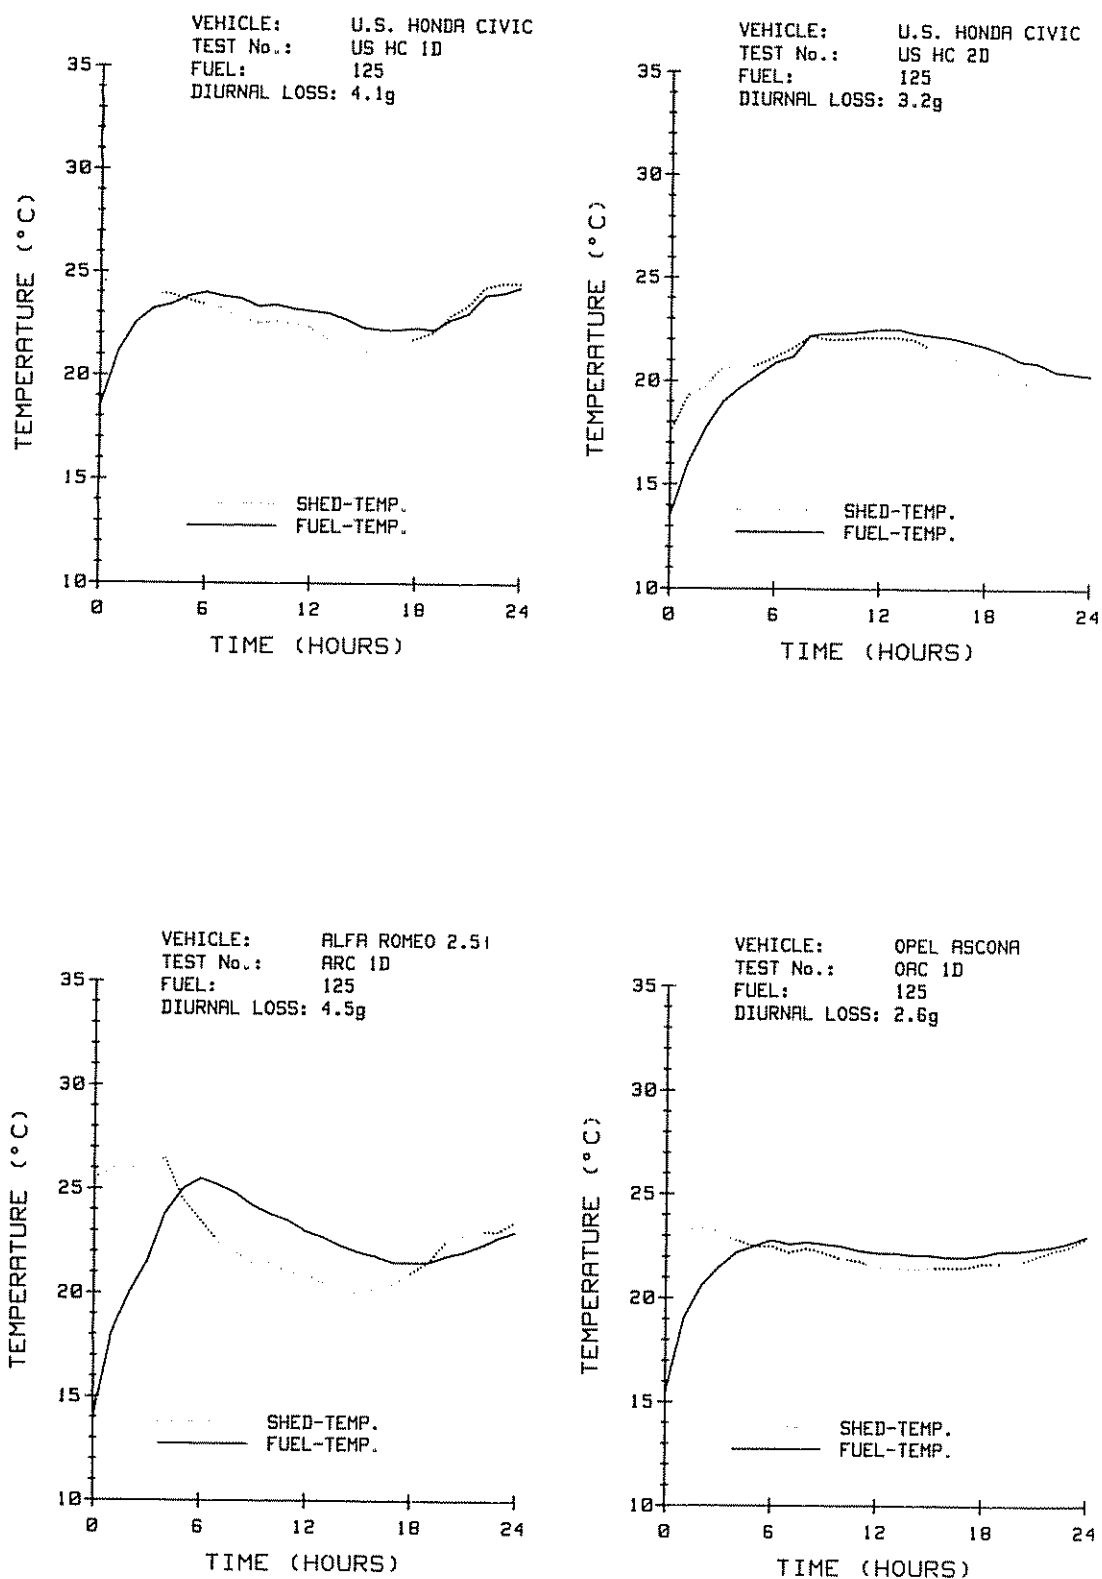 VEHICLE: U.S. HONDA CIVIC
TEST No.: US HC 1D
FUEL: 125
DIURNAL LOSS: 4.1g
35
30
25
20
15
10
TEMPERATURE (°C)
SHED-TEMP.
FUEL-TEMP.
0 6 12 18 24
TIME (HOURS)
VEHICLE: U.S. HONDA CIVIC
TEST No.: US HC 2D
FUEL: 125
DIURNAL LOSS: 3.2g
35
30
25
20
15
10
TEMPERATURE (°C)
SHED-TEMP.
FUEL-TEMP.
0 6 12 18 24
TIME (HOURS)
VEHICLE: ALFA ROMEO 2.5i
TEST No.: ARC 1D
FUEL: 125
DIURNAL LOSS: 4.5g
35
30
25
20
15
10
TEMPERATURE (°C)
SHED-TEMP.
FUEL-TEMP.
0 6 12 18 24
TIME (HOURS)
VEHICLE: OPEL ASCONA
TEST No.: OAC 1D
FUEL: 125
DIURNAL LOSS: 2.6g
35
30
25
20
15
10
TEMPERATURE (°C)
SHED-TEMP.
FUEL-TEMP.
0 6 12 18 24
TIME (HOURS)